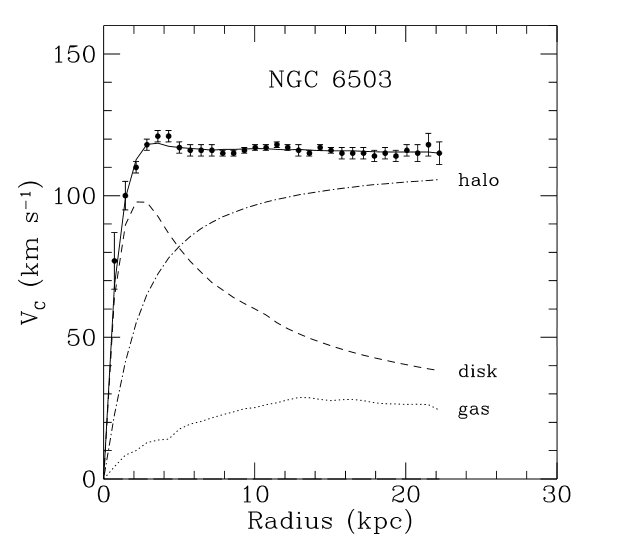 NGC 6503
150
100
50
0
V_C (km s⁻¹)
halo
disk
gas
0 10 20 30
Radius (kpc)